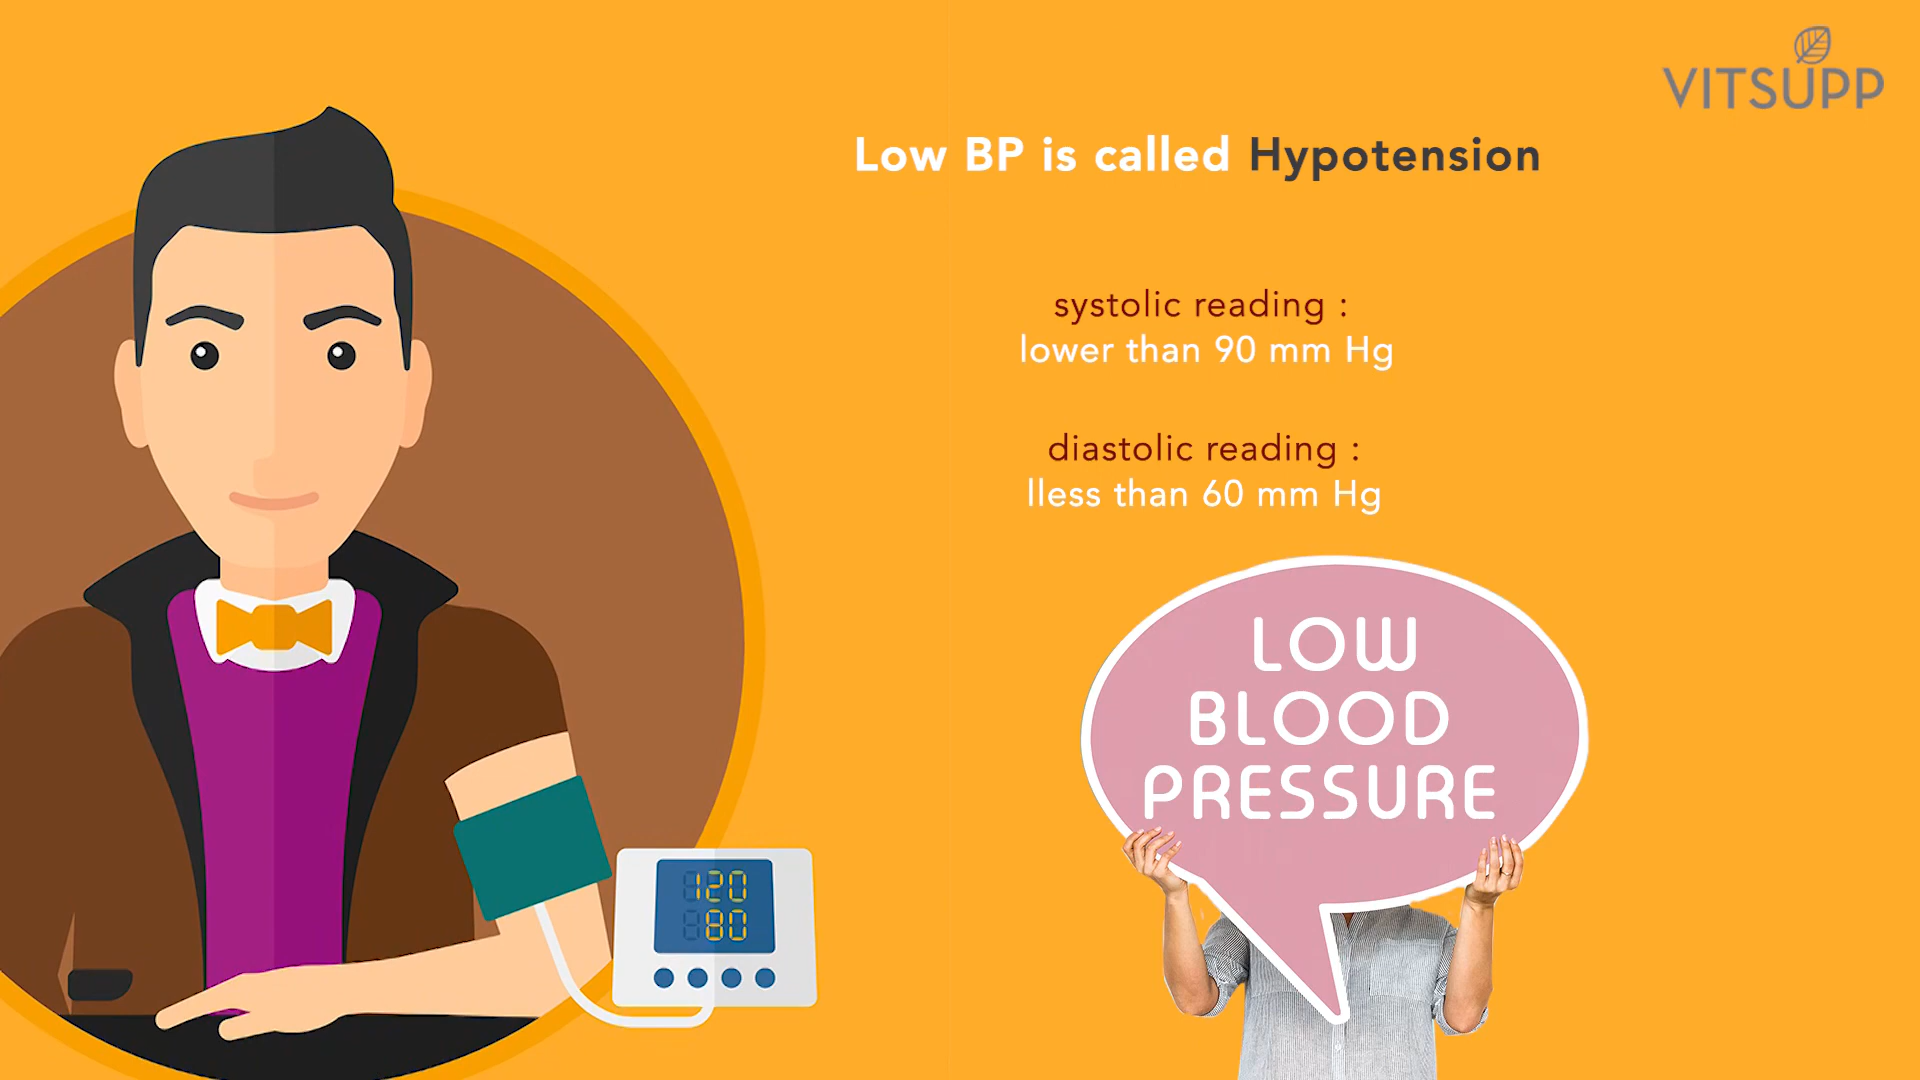 VITSUPP
Low BP is called Hypotension
systolic reading :
lower than 90 mm Hg
diastolic reading :
lless than 60 mm Hg
LOW
BLOOD
PRESSURE
120
80